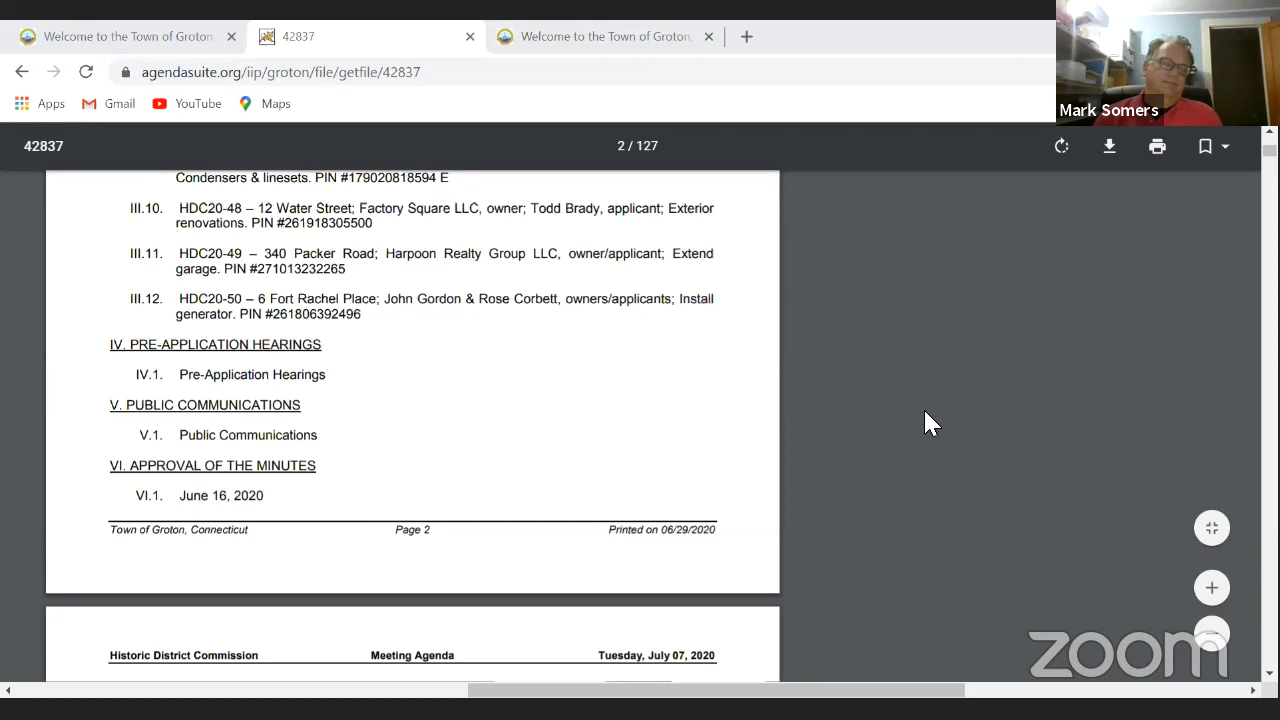 Welcome to the Town of Groton,
42837
Welcome to the Town of Groton,
agendasuite.org/iip/groton/file/getfile/42837
Apps
Gmail
YouTube
Maps
Mark Somers
42837
2 / 127
Condensers & linesets. PIN #179020818594 E
III.10. HDC20-48 – 12 Water Street; Factory Square LLC, owner; Todd Brady, applicant; Exterior
renovations. PIN #261918305500
III.11. HDC20-49 – 340 Packer Road; Harpoon Realty Group LLC, owner/applicant; Extend
garage. PIN #271013232265
III.12. HDC20-50 – 6 Fort Rachel Place; John Gordon & Rose Corbett, owners/applicants; Install
generator. PIN #261806392496
IV. PRE-APPLICATION HEARINGS
IV.1. Pre-Application Hearings
V. PUBLIC COMMUNICATIONS
V.1. Public Communications
VI. APPROVAL OF THE MINUTES
VI.1. June 16, 2020
Town of Groton, Connecticut Page 2 Printed on 06/29/2020
Historic District Commission Meeting Agenda Tuesday, July 07, 2020
zoom